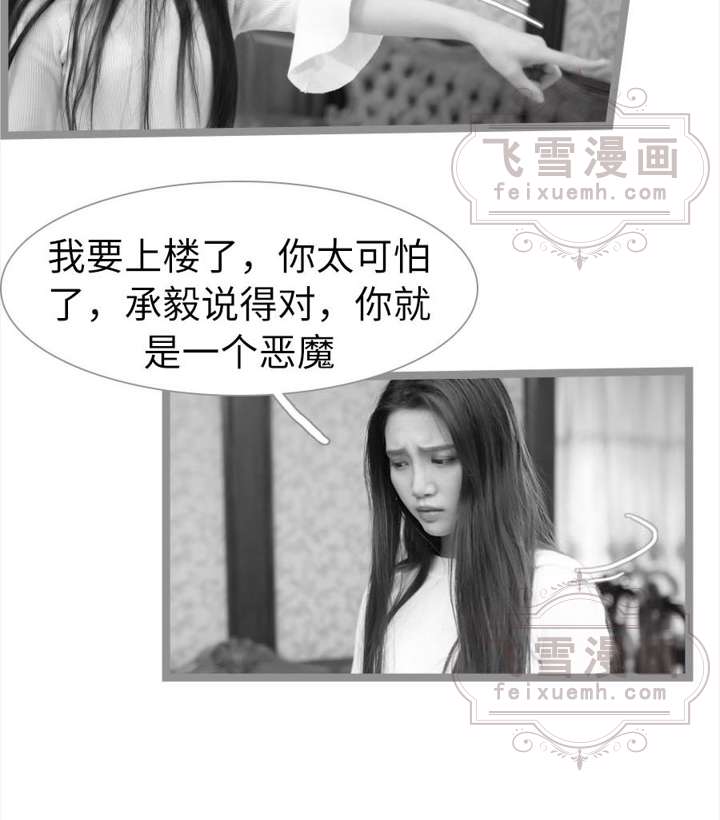 飞雪漫画
feixuemh.com
我要上楼了，你太可怕
了，承毅说得对，你就
是一个恶魔
飞雪漫画
feixuemh.com